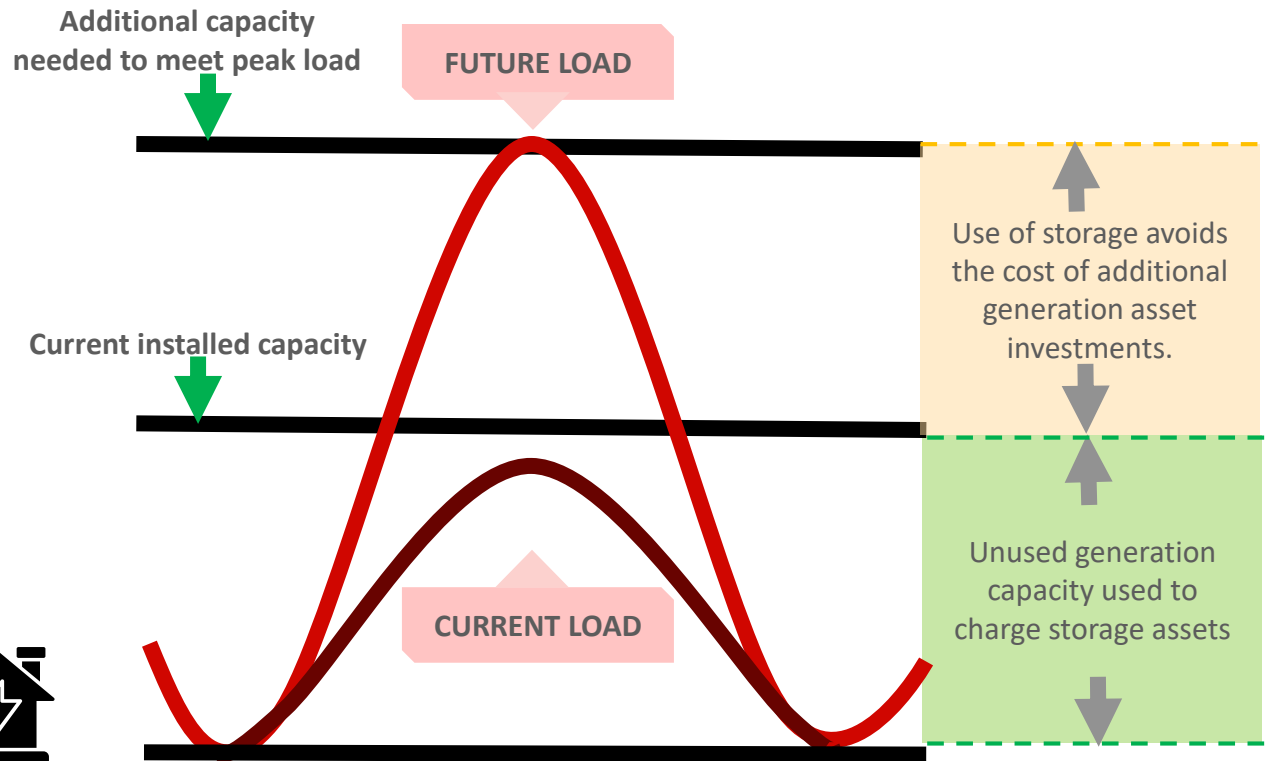 Additional capacity
needed to meet peak load
FUTURE LOAD
Use of storage avoids
the cost of additional
generation asset
investments.
Current installed capacity
Unused generation
capacity used to
charge storage assets
CURRENT LOAD